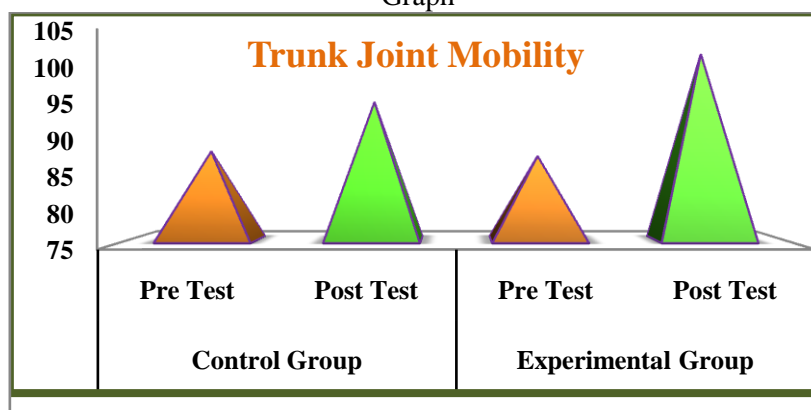 Graph
Trunk Joint Mobility
105
100
95
90
85
80
75
Pre Test Post Test Pre Test Post Test
Control Group Experimental Group